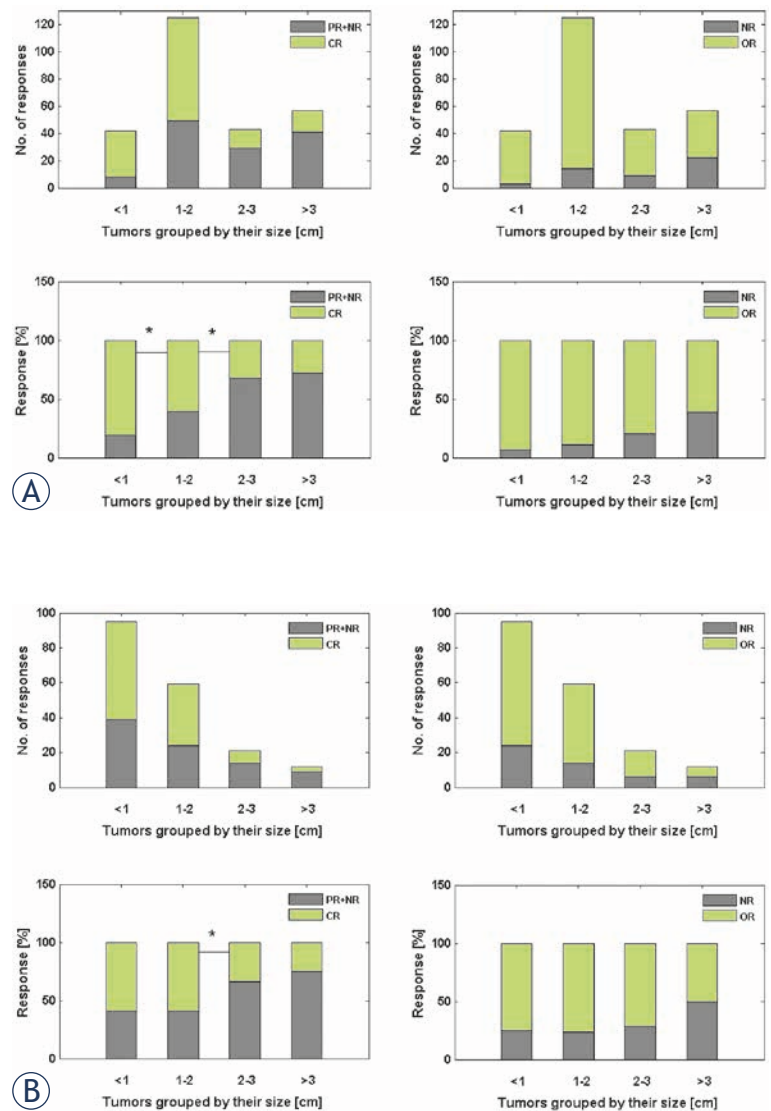 120
100
80
60
40
20
0
No. of responses
PR+NR
CR
<1 1-2 2-3 >3
Tumors grouped by their size [cm]
120
100
80
60
40
20
0
No. of responses
NR
OR
<1 1-2 2-3 >3
Tumors grouped by their size [cm]
150
100
50
0
Response [%]
PR+NR
CR
* *
<1 1-2 2-3 >3
Tumors grouped by their size [cm]
150
100
50
0
Response [%]
NR
OR
<1 1-2 2-3 >3
Tumors grouped by their size [cm]
A
100
80
60
40
20
0
No. of responses
PR+NR
CR
<1 1-2 2-3 >3
Tumors grouped by their size [cm]
100
80
60
40
20
0
No. of responses
NR
OR
<1 1-2 2-3 >3
Tumors grouped by their size [cm]
150
100
50
0
Response [%]
PR+NR
CR
*
<1 1-2 2-3 >3
Tumors grouped by their size [cm]
150
100
50
0
Response [%]
NR
OR
<1 1-2 2-3 >3
Tumors grouped by their size [cm]
B